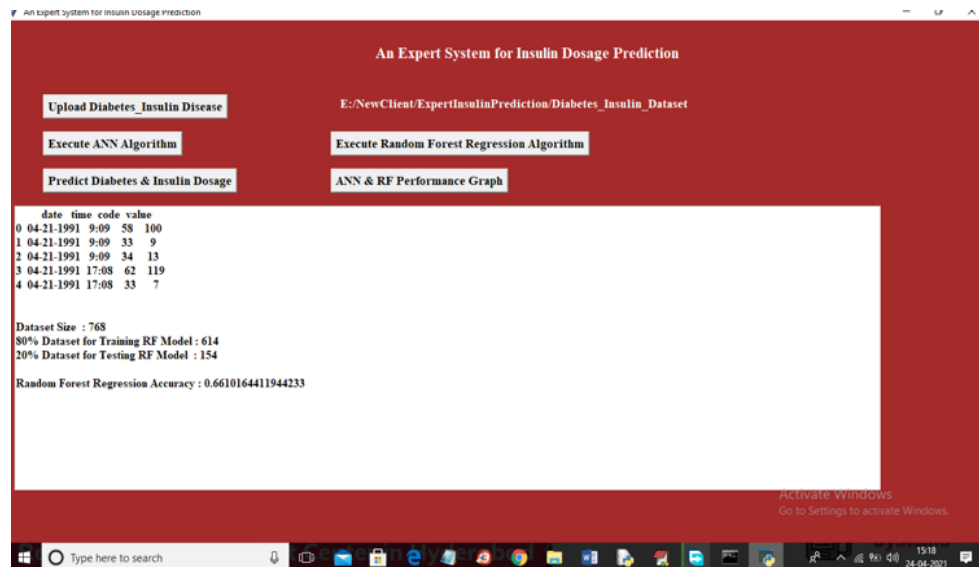 An Expert System for Insulin Dosage Prediction
An Expert System for Insulin Dosage Prediction
Upload Diabetes_Insulin Disease
E:/NewClient/ExpertInsulinPrediction/Diabetes_Insulin_Dataset
Execute ANN Algorithm
Execute Random Forest Regression Algorithm
Predict Diabetes & Insulin Dosage
ANN & RF Performance Graph
date time code value
0 04-21-1991 9:09 58 100
1 04-21-1991 9:09 33 9
2 04-21-1991 9:09 34 13
3 04-21-1991 17:08 62 119
4 04-21-1991 17:08 33 7
Dataset Size : 768
80% Dataset for Training RF Model : 614
20% Dataset for Testing RF Model : 154
Random Forest Regression Accuracy : 0.6610164411944233
Activate Windows
Go to Settings to activate Windows.
Type here to search
15:18
24-04-2021